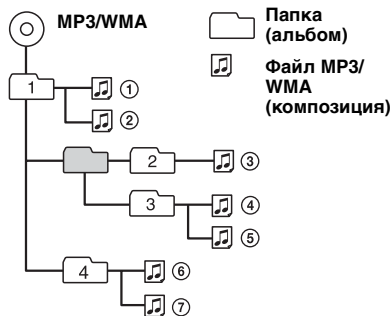 MP3/WMA
Папка
(альбом)
Файл MP3/
WMA
(композиция)
1
①
②
2
③
3
④
⑤
4
⑥
⑦